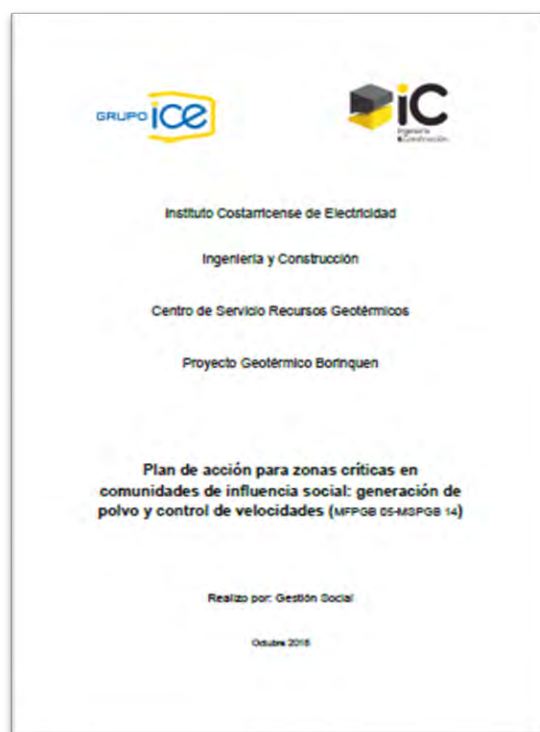 GRUPO ice
iC
Ingeniería
&Construcción
Instituto Costarricense de Electricidad
Ingeniería y Construcción
Centro de Servicio Recursos Geotérmicos
Proyecto Geotérmico Borinquen
Plan de acción para zonas críticas en
comunidades de influencia social: generación de
polvo y control de velocidades (MFPGB 05-MSPGB 14)
Realizo por: Gestión Social
Octubre 2018